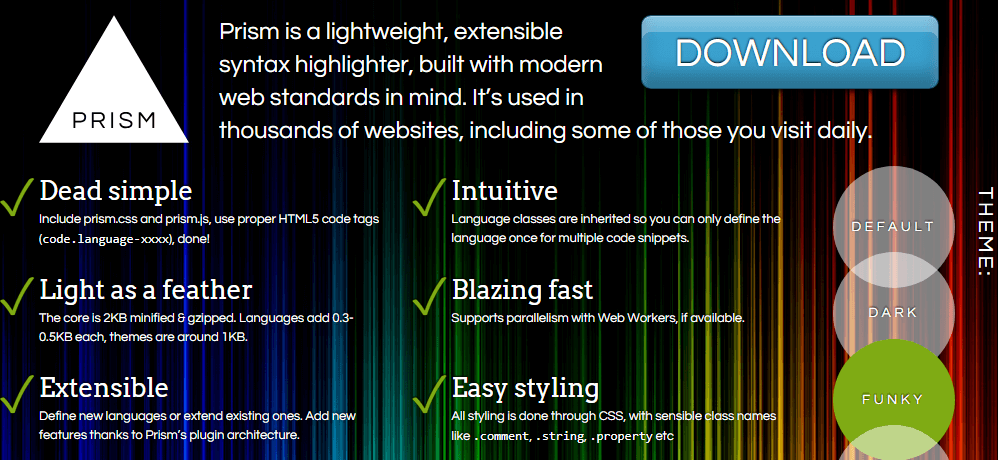 PRISM
Prism is a lightweight, extensible
syntax highlighter, built with modern
web standards in mind. It’s used in
thousands of websites, including some of those you visit daily.
DOWNLOAD
Dead simple
Include prism.css and prism.js, use proper HTML5 code tags
(code.language-xxxx), done!
Intuitive
Language classes are inherited so you can only define the
language once for multiple code snippets.
Light as a feather
The core is 2KB minified & gzipped. Languages add 0.3-
0.5KB each, themes are around 1KB.
Blazing fast
Supports parallelism with Web Workers, if available.
Extensible
Define new languages or extend existing ones. Add new
features thanks to Prism’s plugin architecture.
Easy styling
All styling is done through CSS, with sensible class names
like .comment, .string, .property etc
THEME:
DEFAULT
DARK
FUNKY